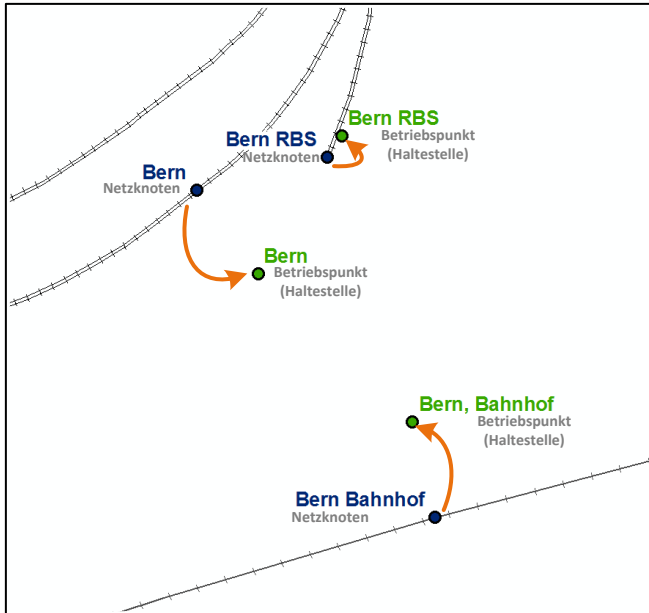 Bern RBS
Betriebspunkt
(Haltestelle)
Bern RBS
Netzknoten
Bern
Netzknoten
Bern
Betriebspunkt
(Haltestelle)
Bern, Bahnhof
Betriebspunkt
(Haltestelle)
Bern Bahnhof
Netzknoten